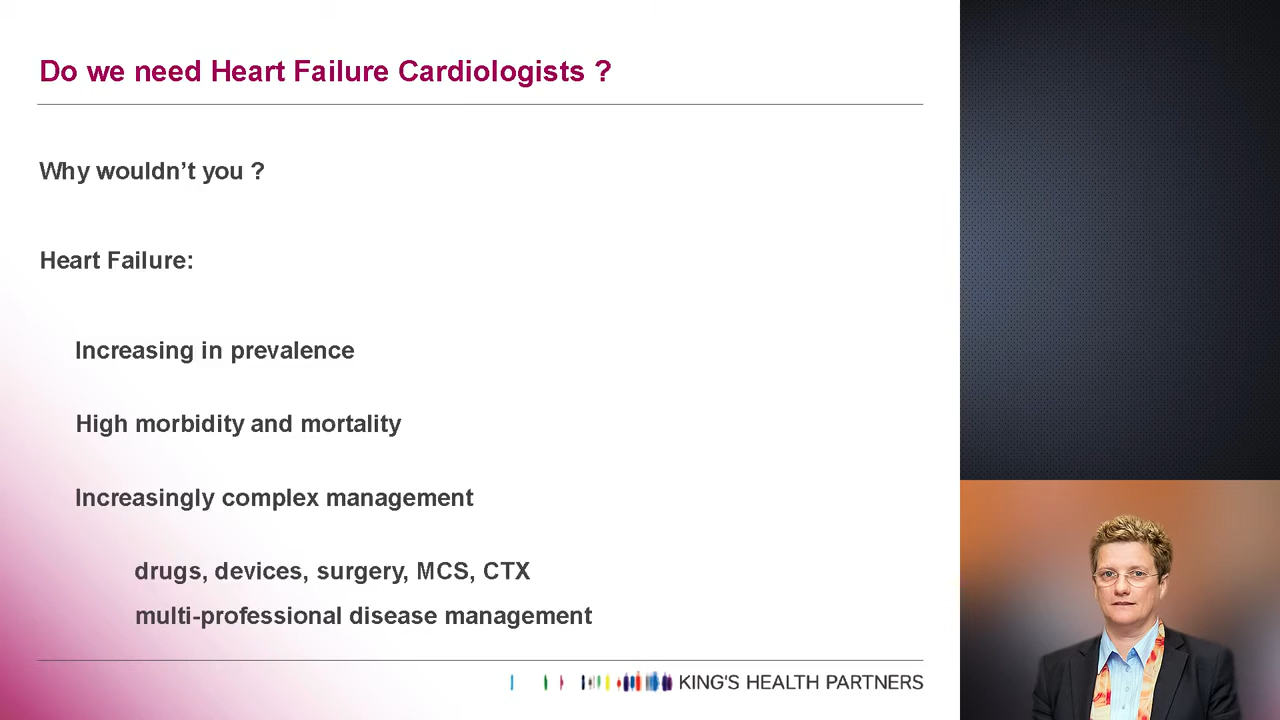 Do we need Heart Failure Cardiologists ?
Why wouldn’t you ?
Heart Failure:
Increasing in prevalence
High morbidity and mortality
Increasingly complex management
drugs, devices, surgery, MCS, CTX
multi-professional disease management
KING'S HEALTH PARTNERS